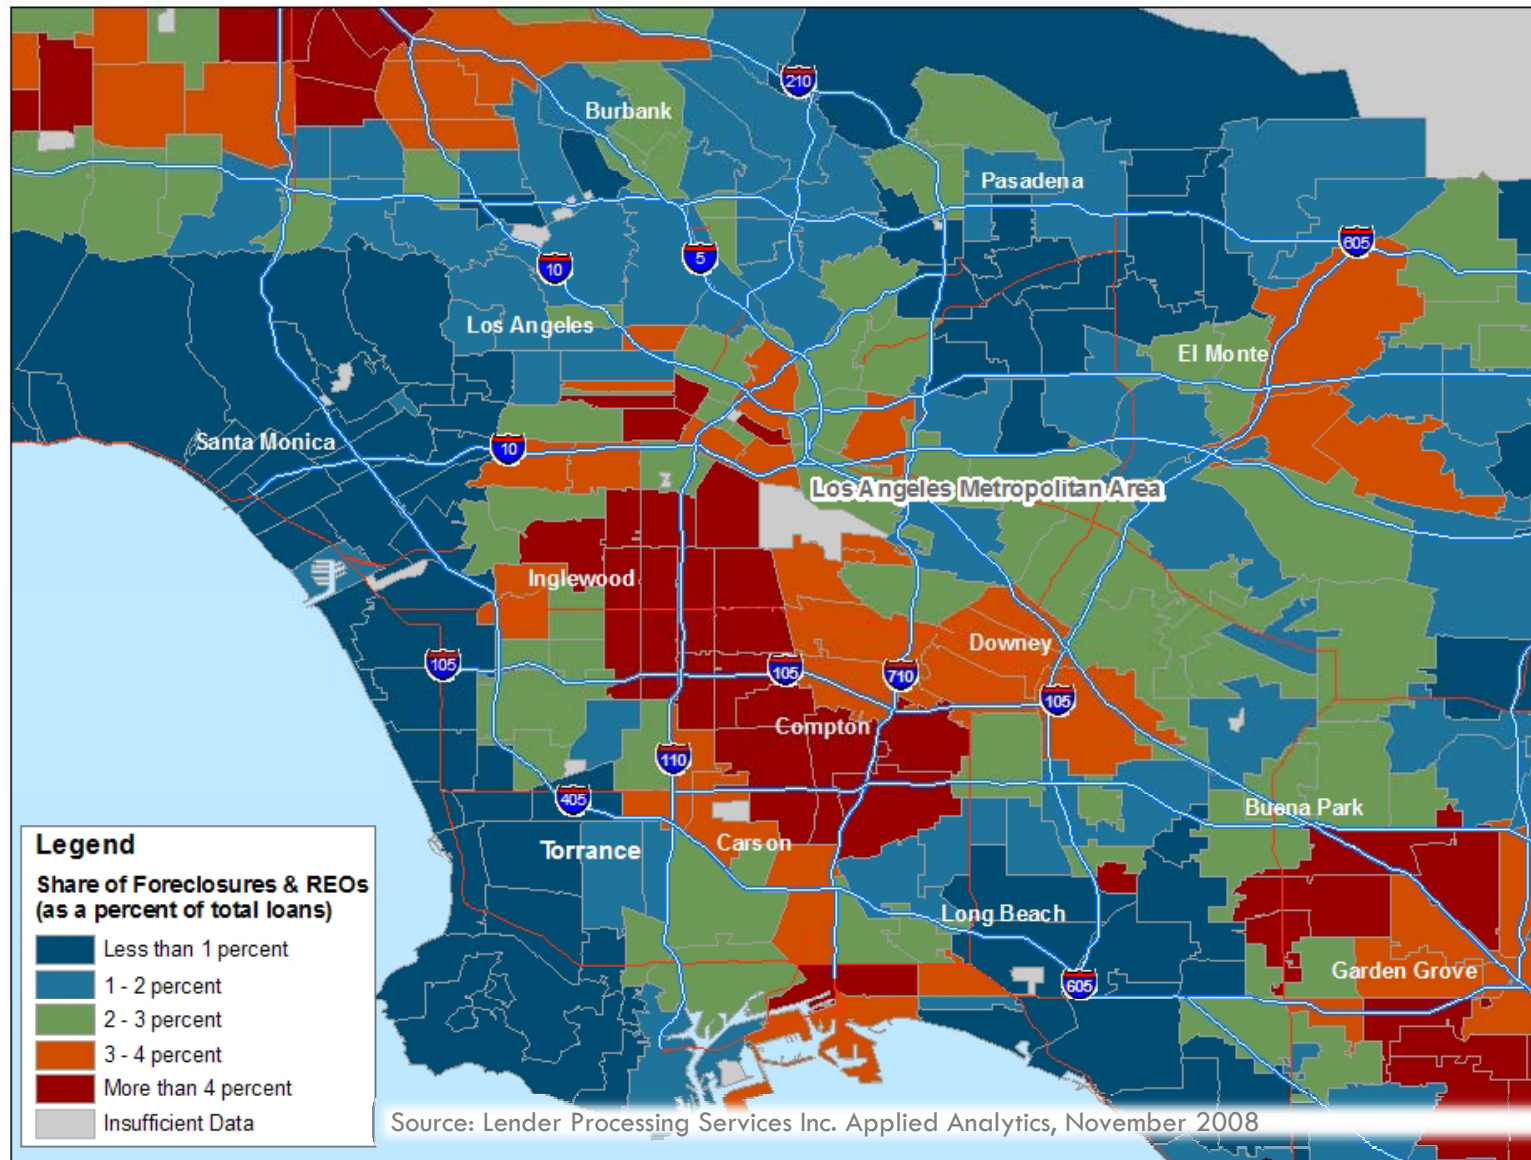 210
Burbank
Pasadena
605
5
10
Los Angeles
El Monte
Santa Monica
10
Los Angeles Metropolitan Area
Inglewood
Downey
105
105
710
105
Compton
110
405
Buena Park
Torrance
Carson
Long Beach
Garden Grove
605
Legend
Share of Foreclosures & REOs
(as a percent of total loans)
Less than 1 percent
1 - 2 percent
2 - 3 percent
3 - 4 percent
More than 4 percent
Insufficient Data
Source: Lender Processing Services Inc. Applied Analytics, November 2008